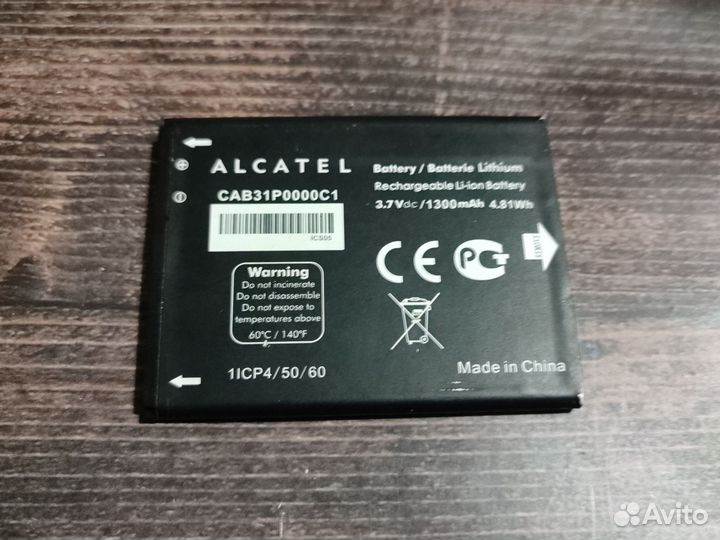 ALCATEL
CAB31P0000C1
ICS05
Warning
Do not incinerate
Do not disassemble
Do not expose to
temperatures above
60°C / 140°F
1ICP4/50/60
Battery / Batterie Lithium
Rechargeable Li-ion Battery
3.7Vdc/1300mAh 4.81Wh
REMOVE
CE PCT
Made in China
Avito